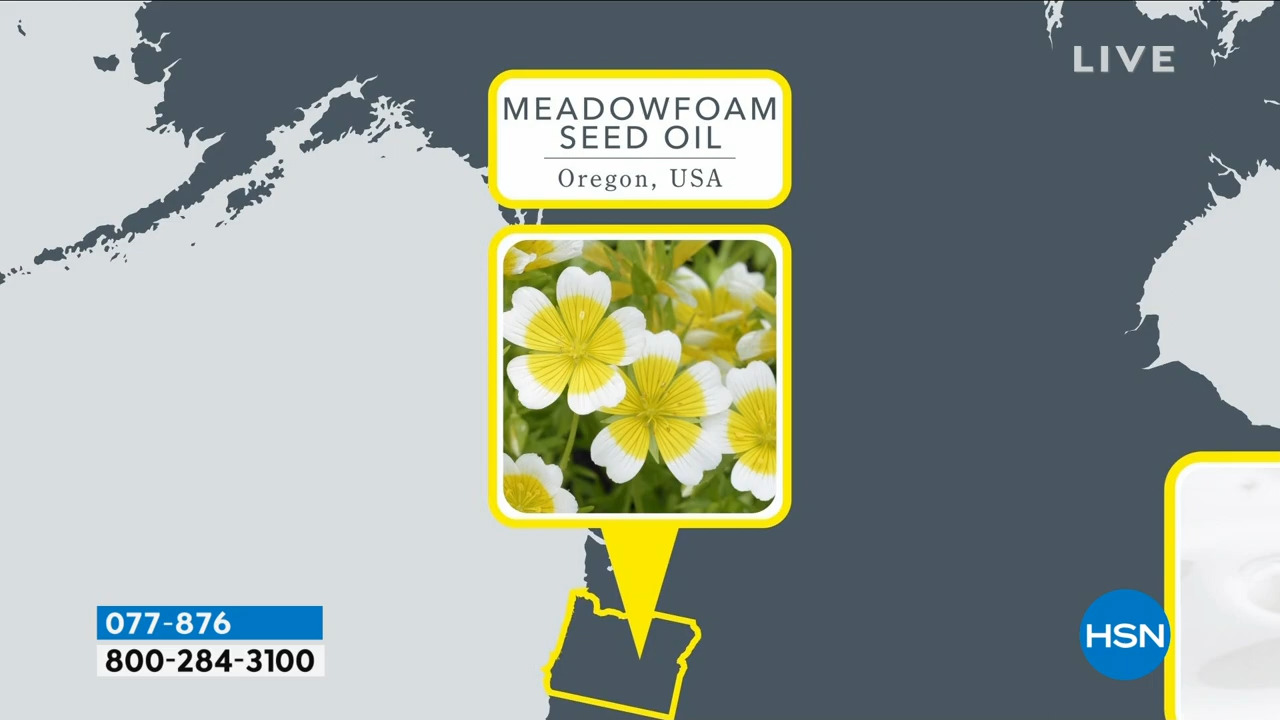 LIVE
MEADOWFOAM
SEED OIL
Oregon, USA
077-876
800-284-3100
HSN